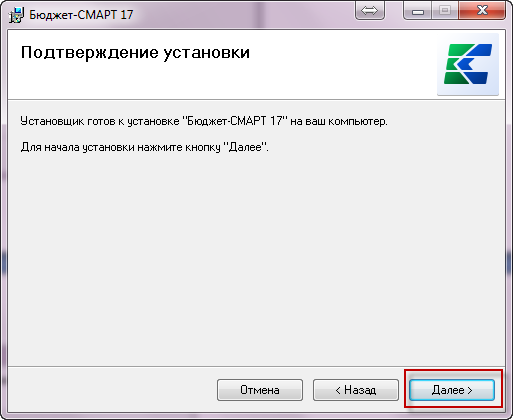 Бюджет-СМАРТ 17
Подтверждение установки
Установщик готов к установке "Бюджет-СМАРТ 17" на ваш компьютер.
Для начала установки нажмите кнопку "Далее".
Отмена
< Назад
Далее >